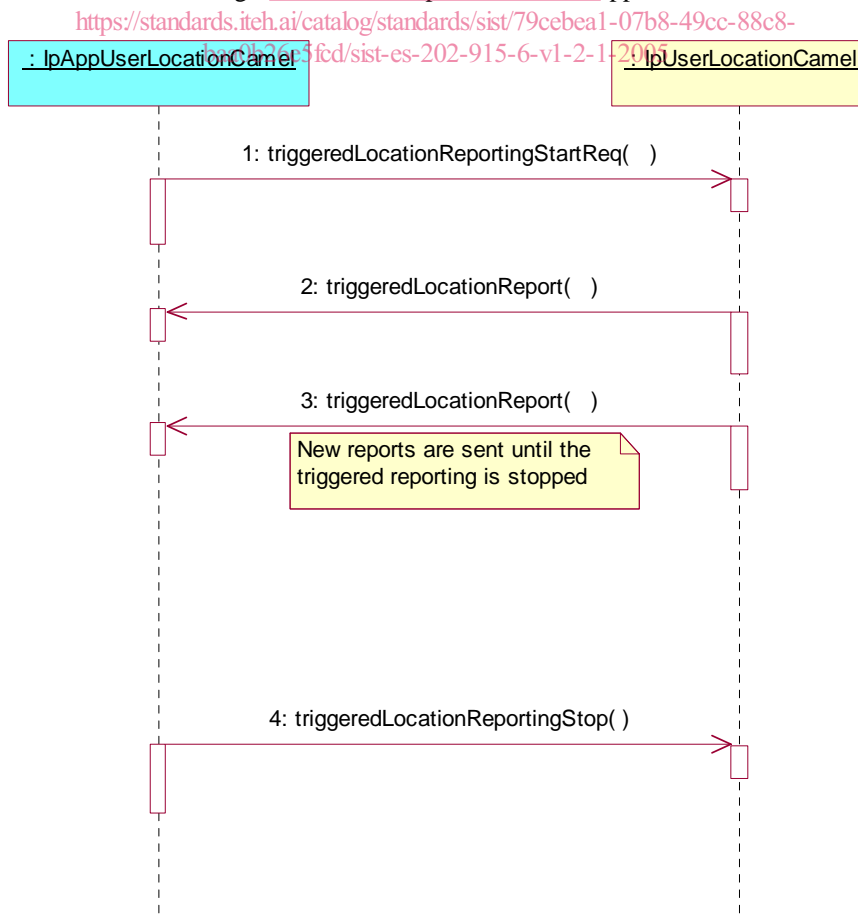 https://standards.iteh.ai/catalog/standards/sist/79cebea1-07b8-49cc-88c8-
baa0b26e5fcd/sist-es-202-915-6-v1-2-1-2005
: IpAppUserLocationCamel
: IpUserLocationCamel
1: triggeredLocationReportingStartReq( )
2: triggeredLocationReport( )
3: triggeredLocationReport( )
New reports are sent until the
triggered reporting is stopped
4: triggeredLocationReportingStop( )